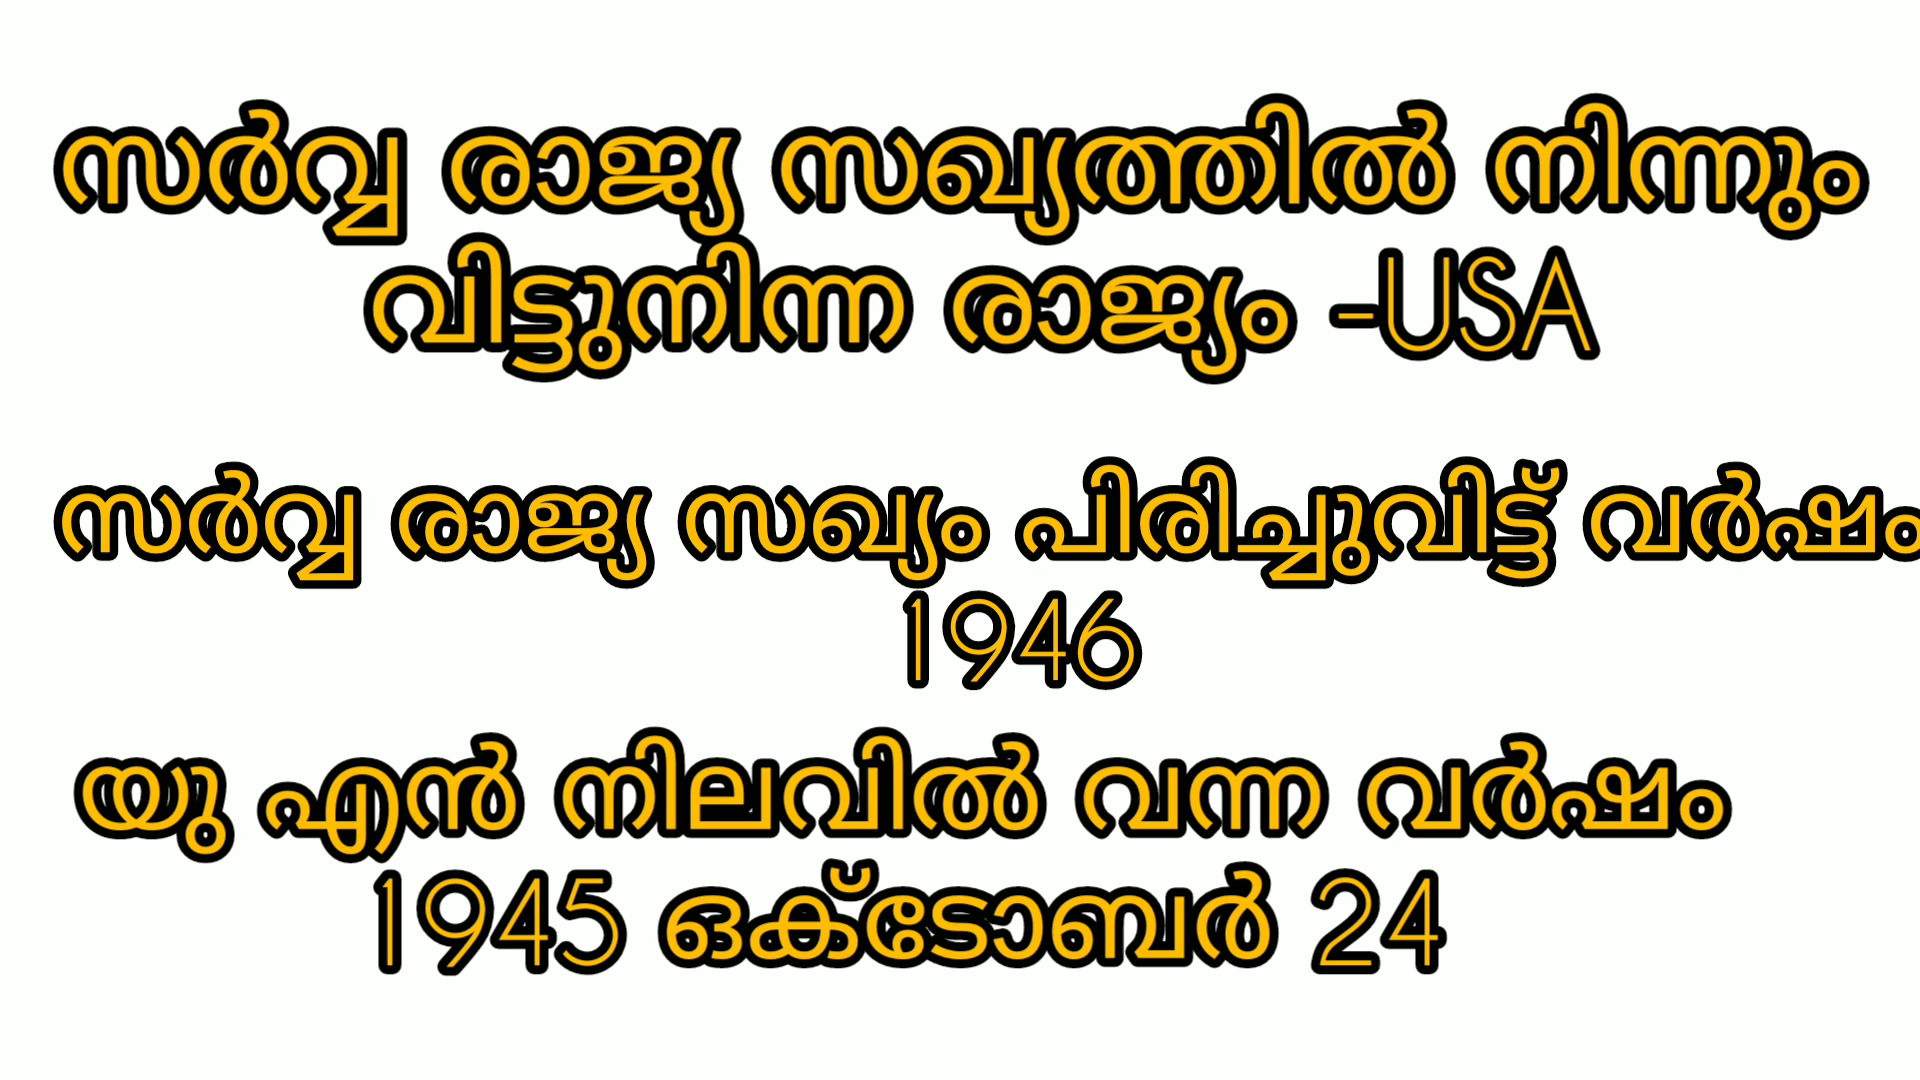 സർവ്വ രാജ്യ സഖ്യത്തിൽ നിന്നും
വിട്ടുനിന്ന രാജ്യം -USA
സർവ്വ രാജ്യ സഖ്യം പിരിച്ചുവിട്ട് വർഷം
1946
യു എൻ നിലവിൽ വന്ന വർഷം
1945 ഒക്ടോബർ 24